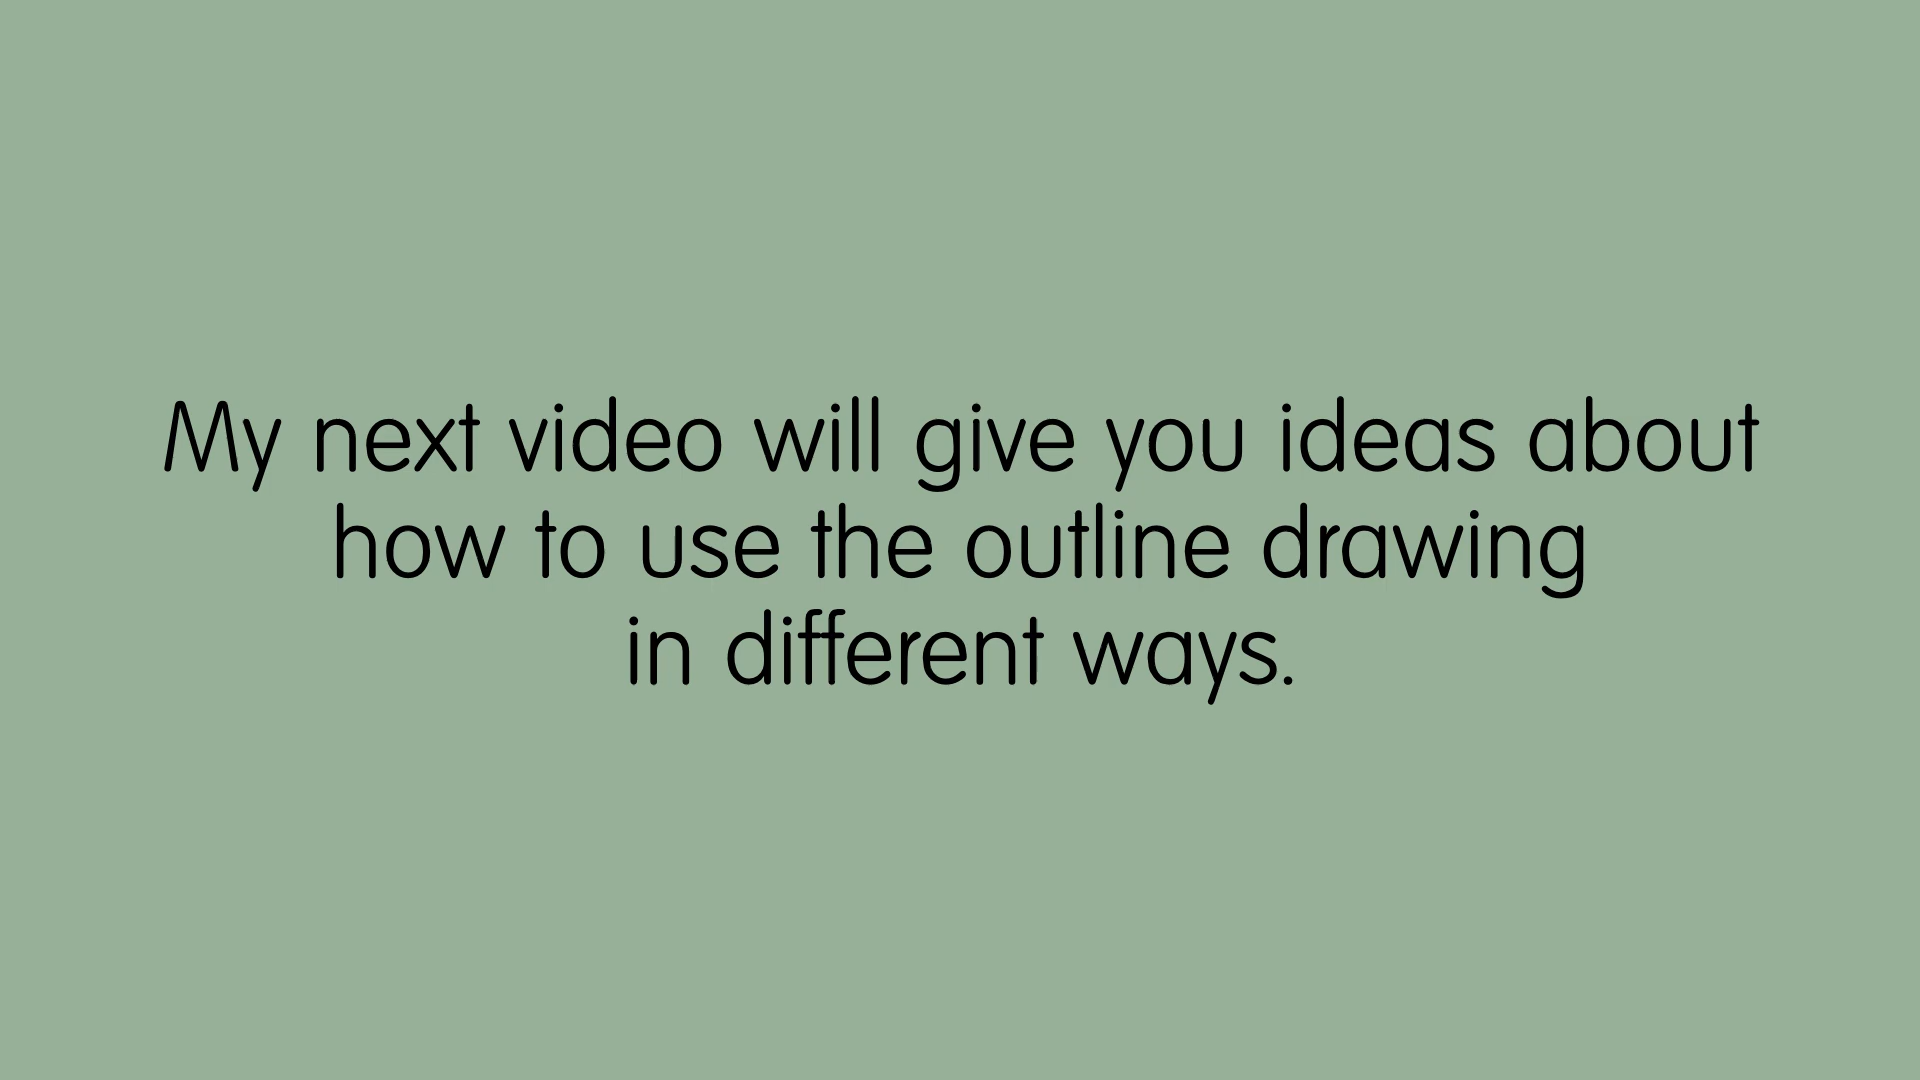 My next video will give you ideas about
how to use the outline drawing
in different ways.